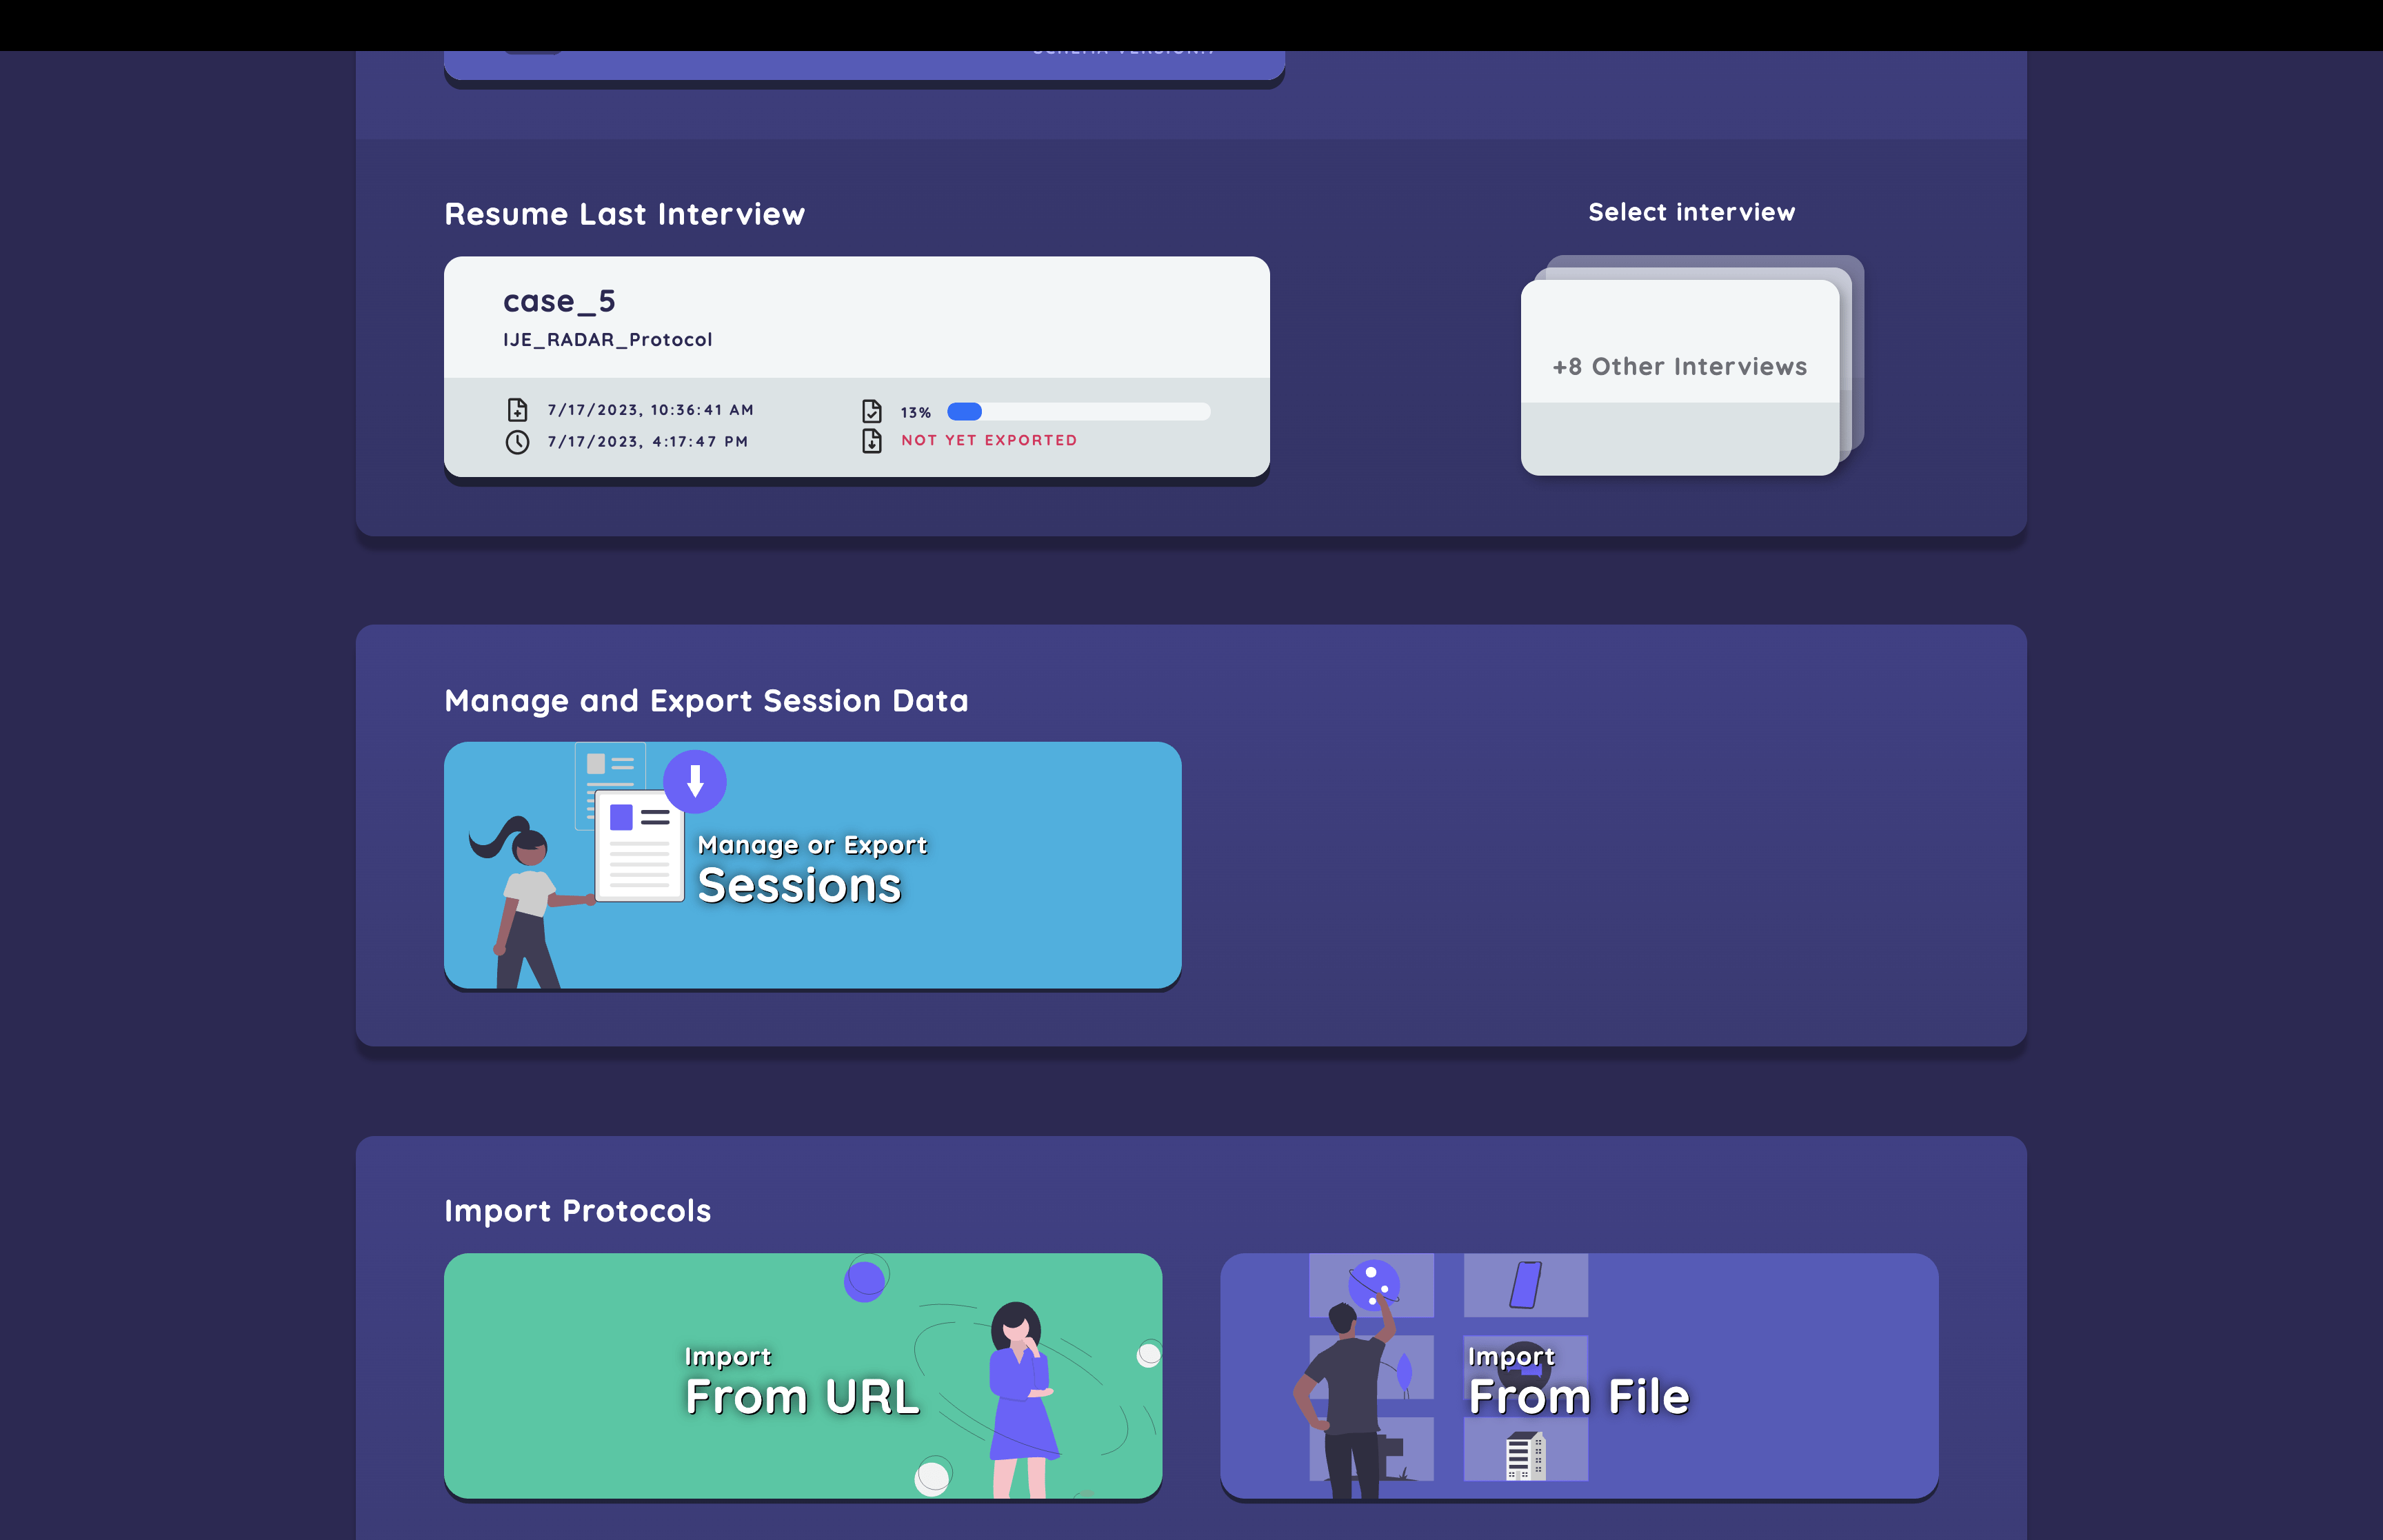 Resume Last Interview
Select interview
case_5
IJE_RADAR_Protocol
7/17/2023, 10:36:41 AM
13%
7/17/2023, 4:17:47 PM
NOT YET EXPORTED
+8 Other Interviews
Manage and Export Session Data
Manage or Export
Sessions
Import Protocols
Import
From URL
Import
From File